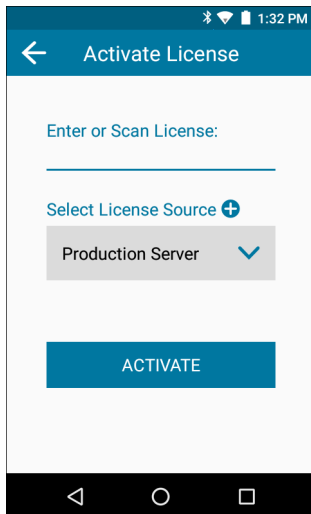 1:32 PM
Activate License
Enter or Scan License:
Select License Source
Production Server
ACTIVATE